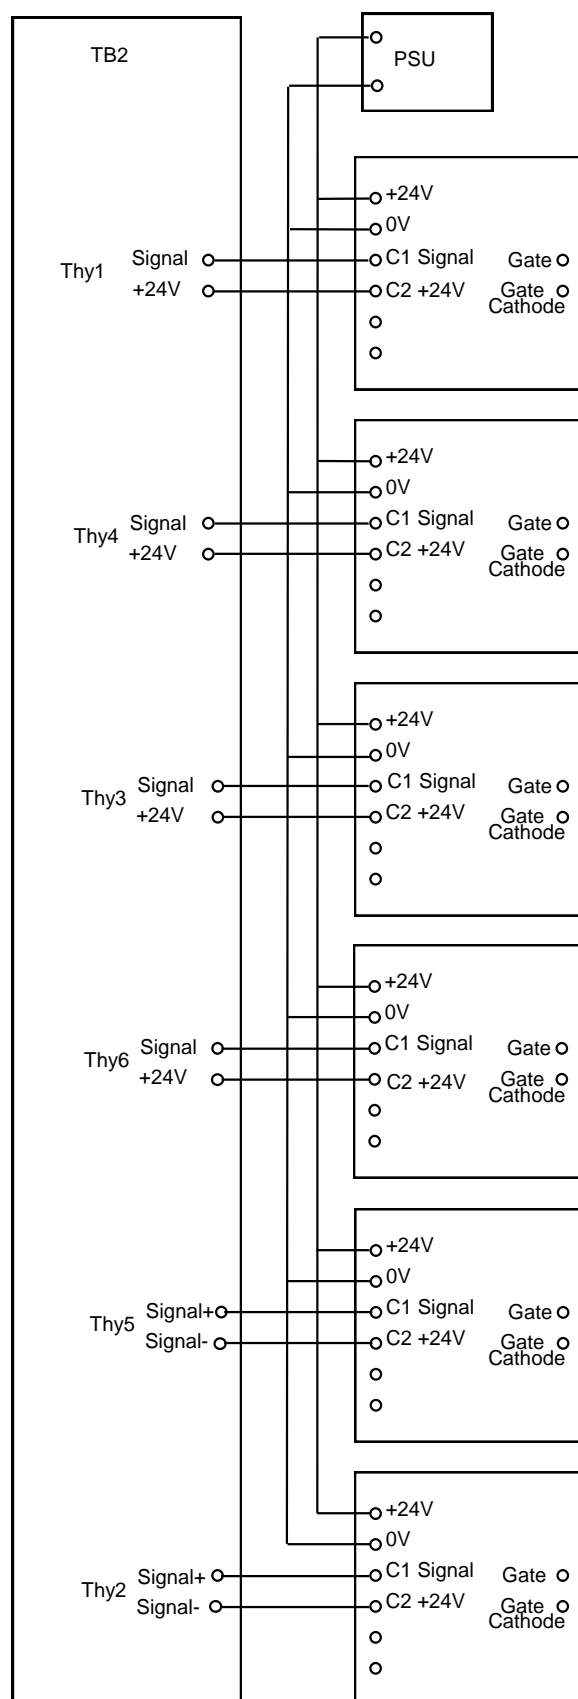 TB2
PSU
+24V
0V
Thy1 Signal C1 Signal Gate
+24V C2 +24V Gate
Cathode
+24V
0V
Thy4 Signal C1 Signal Gate
+24V C2 +24V Gate
Cathode
+24V
0V
Thy3 Signal C1 Signal Gate
+24V C2 +24V Gate
Cathode
+24V
0V
Thy6 Signal C1 Signal Gate
+24V C2 +24V Gate
Cathode
+24V
0V
Thy5 Signal+ C1 Signal Gate
Signal- C2 +24V Gate
Cathode
+24V
0V
Thy2 Signal+ C1 Signal Gate
Signal- C2 +24V Gate
Cathode